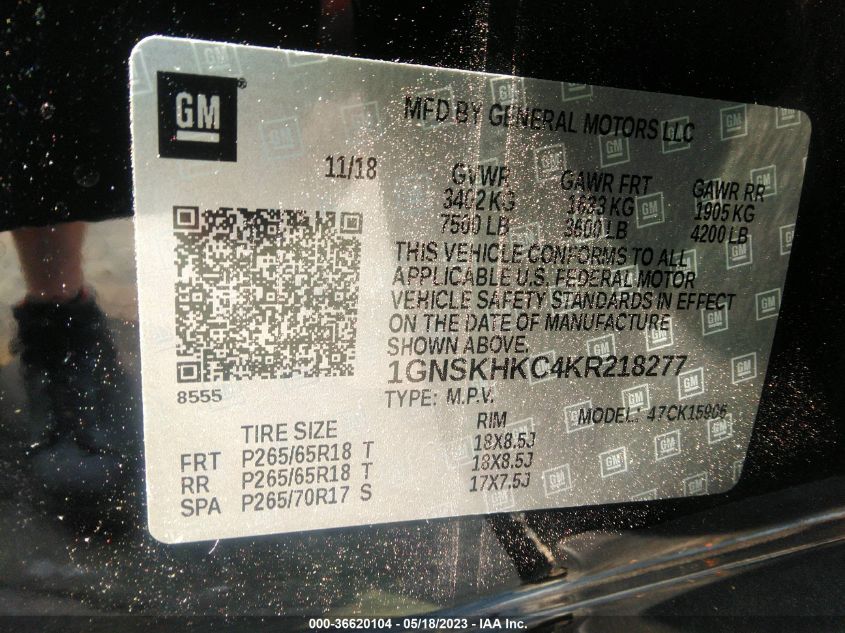 GM ®
MFD BY GENERAL MOTORS LLC
11/18
GVWR GAWR FRT GAWR RR
3402 KG 1633 KG 1905 KG
7500 LB 3600 LB 4200 LB
THIS VEHICLE CONFORMS TO ALL
APPLICABLE U.S. FEDERAL MOTOR
VEHICLE SAFETY STANDARDS IN EFFECT
ON THE DATE OF MANUFACTURE
SHOWN ABOVE.
1GNSKHKC4KR218277
8555
TYPE: M.P.V. MODEL: 47CK15906
TIRE SIZE RIM
FRT P265/65R18 T 18X8.5J
RR P265/65R18 T 18X8.5J
SPA P265/70R17 S 17X7.5J
000-36620104 - 05/18/2023 - IAA Inc.